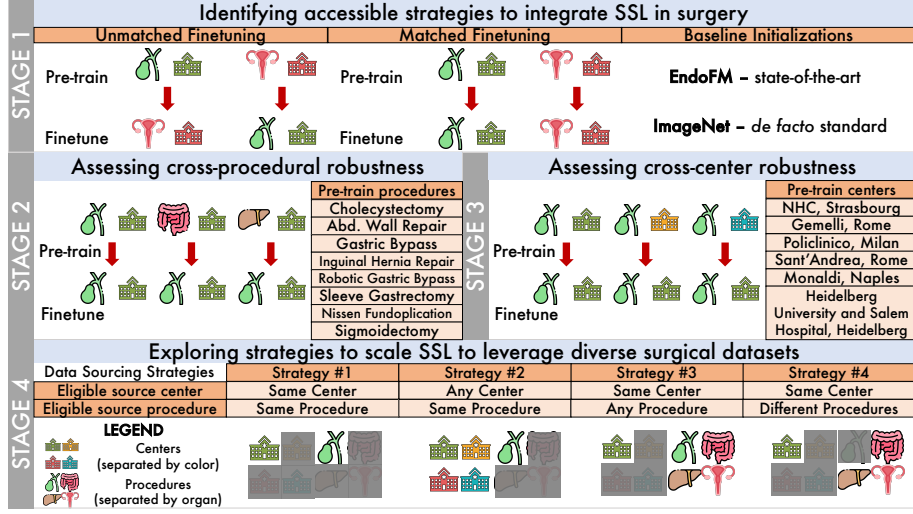 STAGE 1
Identifying accessible strategies to integrate SSL in surgery
Unmatched Finetuning
Matched Finetuning
Baseline Initializations
Pre-train
Pre-train
EndoFM – state-of-the-art
Finetune
Finetune
ImageNet – de facto standard
STAGE 2
Assessing cross-procedural robustness
Pre-train
Finetune
Pre-train procedures
Cholecystectomy
Abd. Wall Repair
Gastric Bypass
Inguinal Hernia Repair
Robotic Gastric Bypass
Sleeve Gastrectomy
Nissen Fundoplication
Sigmoidectomy
STAGE 3
Assessing cross-center robustness
Pre-train
Finetune
Pre-train centers
NHC, Strasbourg
Gemelli, Rome
Policlinico, Milan
Sant'Andrea, Rome
Monaldi, Naples
Heidelberg
University and Salem
Hospital, Heidelberg
STAGE 4
Exploring strategies to scale SSL to leverage diverse surgical datasets
Data Sourcing Strategies
Strategy #1
Strategy #2
Strategy #3
Strategy #4
Eligible source center
Same Center
Any Center
Same Center
Same Center
Eligible source procedure
Same Procedure
Same Procedure
Any Procedure
Different Procedures
LEGEND
Centers
(separated by color)
Procedures
(separated by organ)